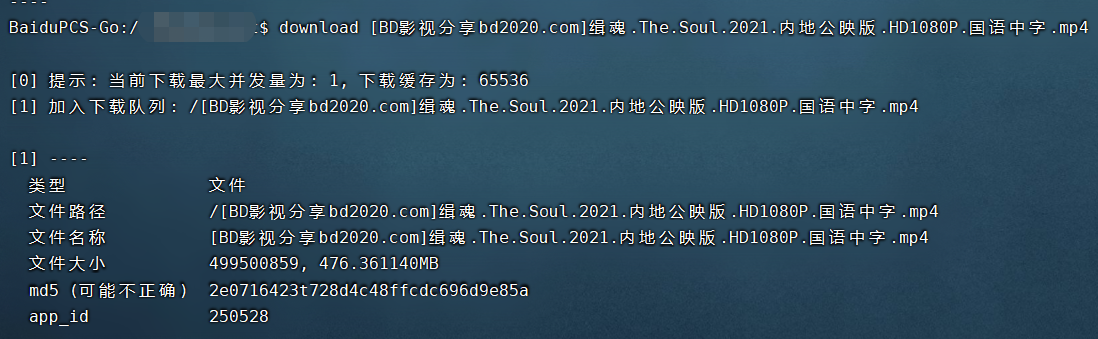 ----
BaiduPCS-Go:/ $ download [BD影视分享bd2020.com]缉魂.The.Soul.2021.内地公映版.HD1080P.国语中字.mp4
[0] 提示: 当前下载最大并发量为: 1, 下载缓存为: 65536
[1] 加入下载队列: /[BD影视分享bd2020.com]缉魂.The.Soul.2021.内地公映版.HD1080P.国语中字.mp4
[1] ----
类型 文件
文件路径 /[BD影视分享bd2020.com]缉魂.The.Soul.2021.内地公映版.HD1080P.国语中字.mp4
文件名称 [BD影视分享bd2020.com]缉魂.The.Soul.2021.内地公映版.HD1080P.国语中字.mp4
文件大小 499500859, 476.361140MB
md5 (可能不正确) 2e0716423t728d4c48ffcdc696d9e85a
app_id 250528